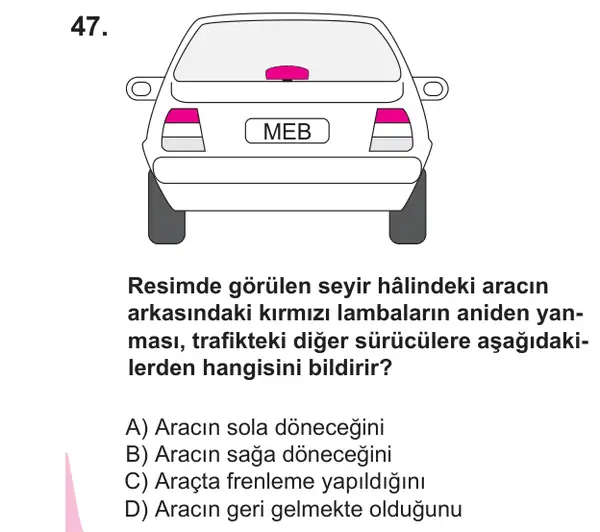 47.
MEB
Resimde görülen seyir hâlindeki aracın
arkasındaki kırmızı lambaların aniden yan-
ması, trafikteki diğer sürücülere aşağıdaki-
lerden hangisini bildirir?
A) Aracın sola döneceğini
B) Aracın sağa döneceğini
C) Araçta frenleme yapıldığını
D) Aracın geri gelmekte olduğunu